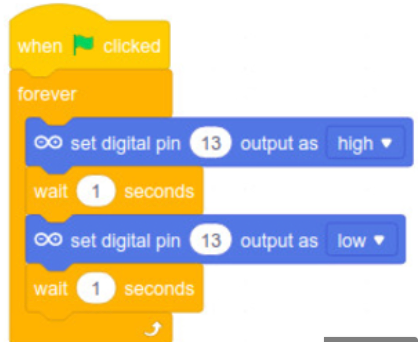 when clicked
forever
set digital pin 13 output as high
wait 1 seconds
set digital pin 13 output as low
wait 1 seconds